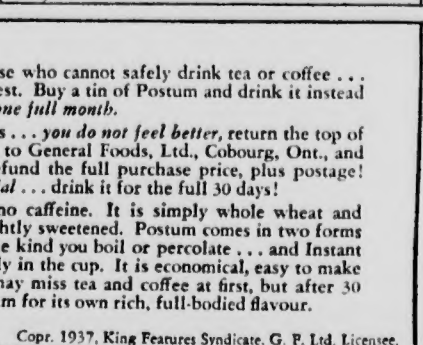 se who cannot safely drink tea or coffee . . .
est. Buy a tin of Postum and drink it instead
one full month.
s . . . you do not feel better, return the top of
to General Foods, Ltd., Cobourg, Ont., and
fund the full purchase price, plus postage!
ial . . . drink it for the full 30 days!
no caffeine. It is simply whole wheat and
htly sweetened. Postum comes in two forms
e kind you boil or percolate . . . and Instant
ly in the cup. It is economical, easy to make
may miss tea and coffee at first, but after 30
m for its own rich, full-bodied flavour.
Copr. 1937, King Features Syndicate, G. F. Ltd. Licensee.